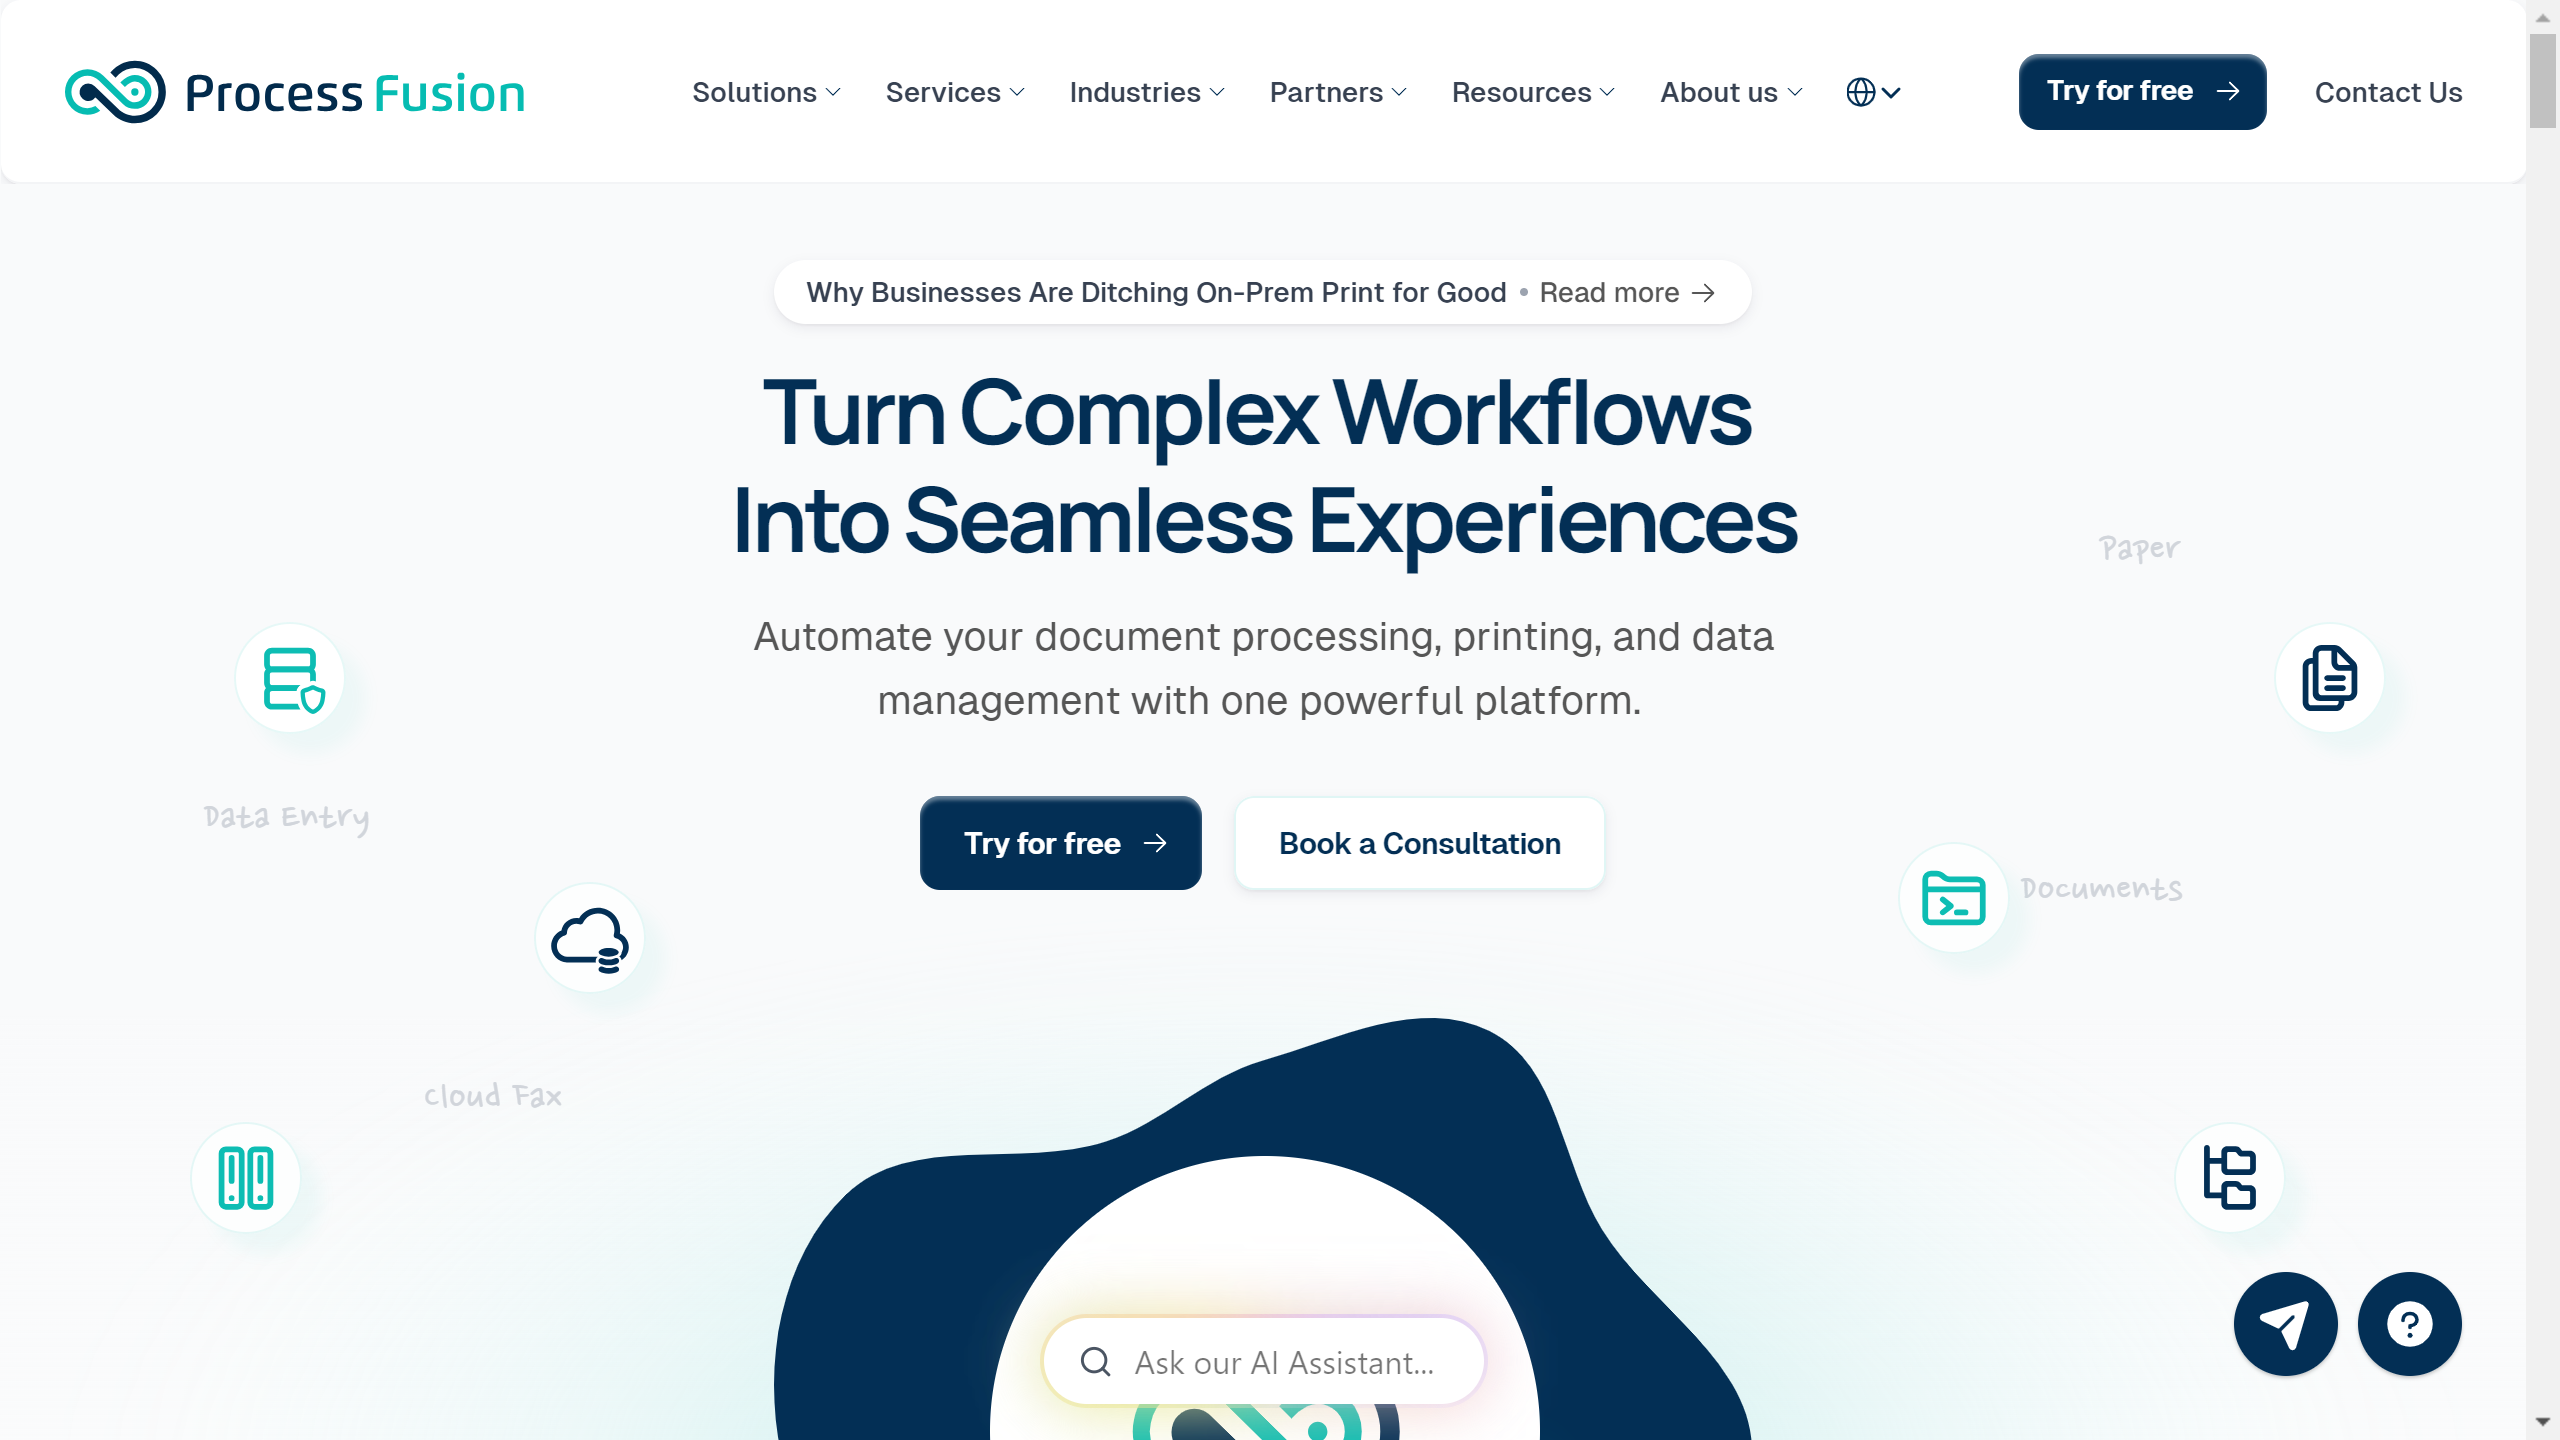 Process Fusion
Solutions
Services
Industries
Partners
Resources
About us
Try for free
Contact Us
Why Businesses Are Ditching On-Prem Print for Good • Read more
Turn Complex Workflows
Into Seamless Experiences
Automate your document processing, printing, and data
management with one powerful platform.
Try for free
Book a Consultation
Paper
Data Entry
Documents
Cloud Fax
Ask our AI Assistant...